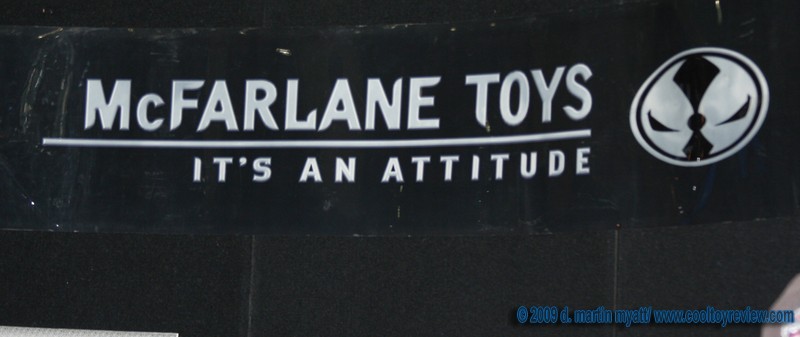 McFARLANE TOYS
IT'S AN ATTITUDE
© 2009 d. martin myatt/ www.cooltoyreview.com